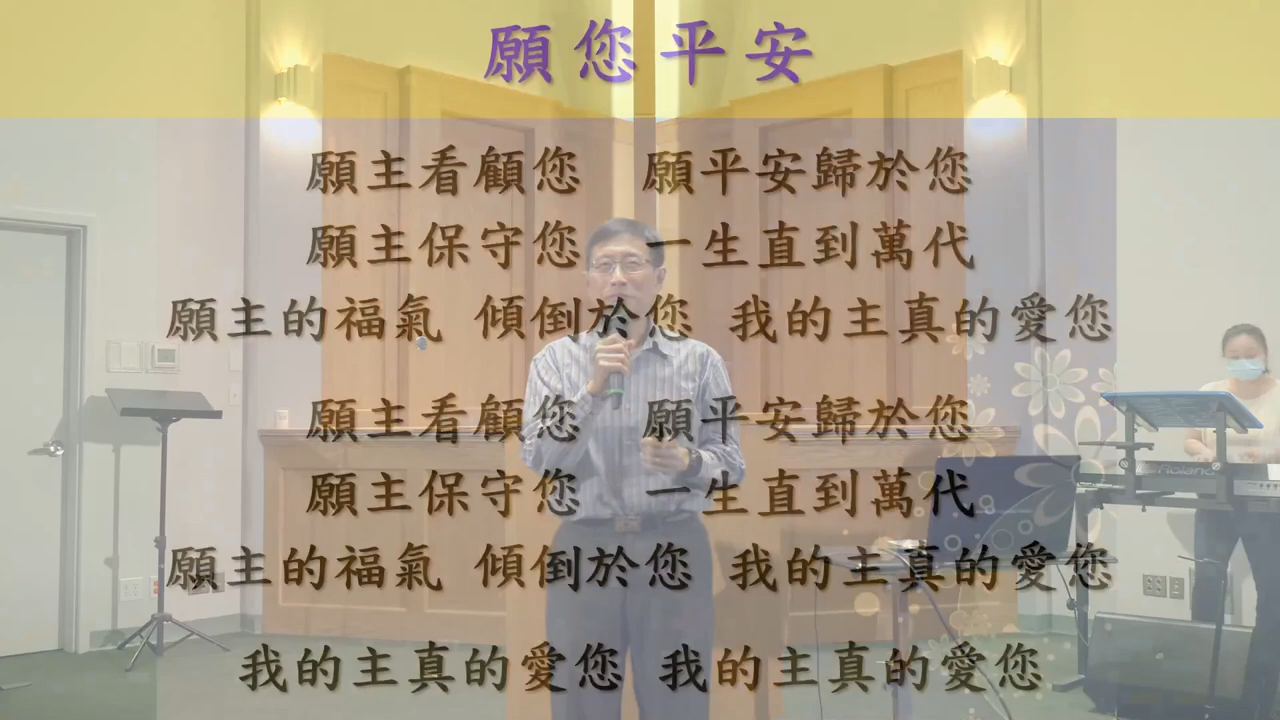 願您平安
願主看顧您 願平安歸於您
願主保守您 一生直到萬代
願主的福氣 傾倒於您 我的主真的愛您
願主看顧您 願平安歸於您
願主保守您 一生直到萬代
願主的福氣 傾倒於您 我的主真的愛您
我的主真的愛您 我的主真的愛您
Roland